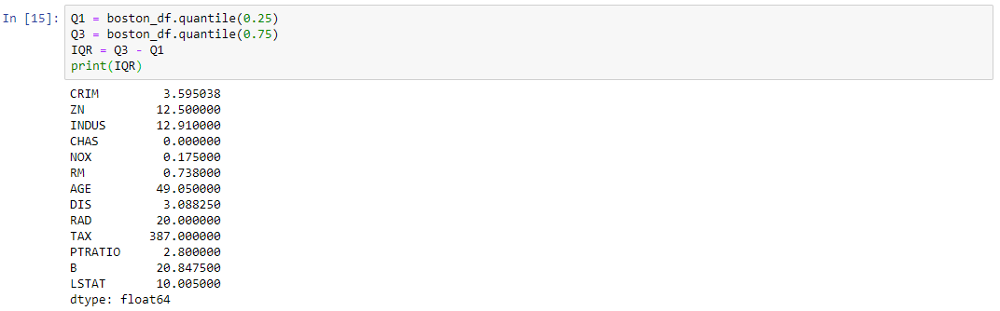 In [15]: Q1 = boston_df.quantile(0.25)
Q3 = boston_df.quantile(0.75)
IQR = Q3 - Q1
print(IQR)
CRIM 3.595038
ZN 12.500000
INDUS 12.910000
CHAS 0.000000
NOX 0.175000
RM 0.738000
AGE 49.050000
DIS 3.088250
RAD 20.000000
TAX 387.000000
PTRATIO 2.800000
B 20.847500
LSTAT 10.005000
dtype: float64